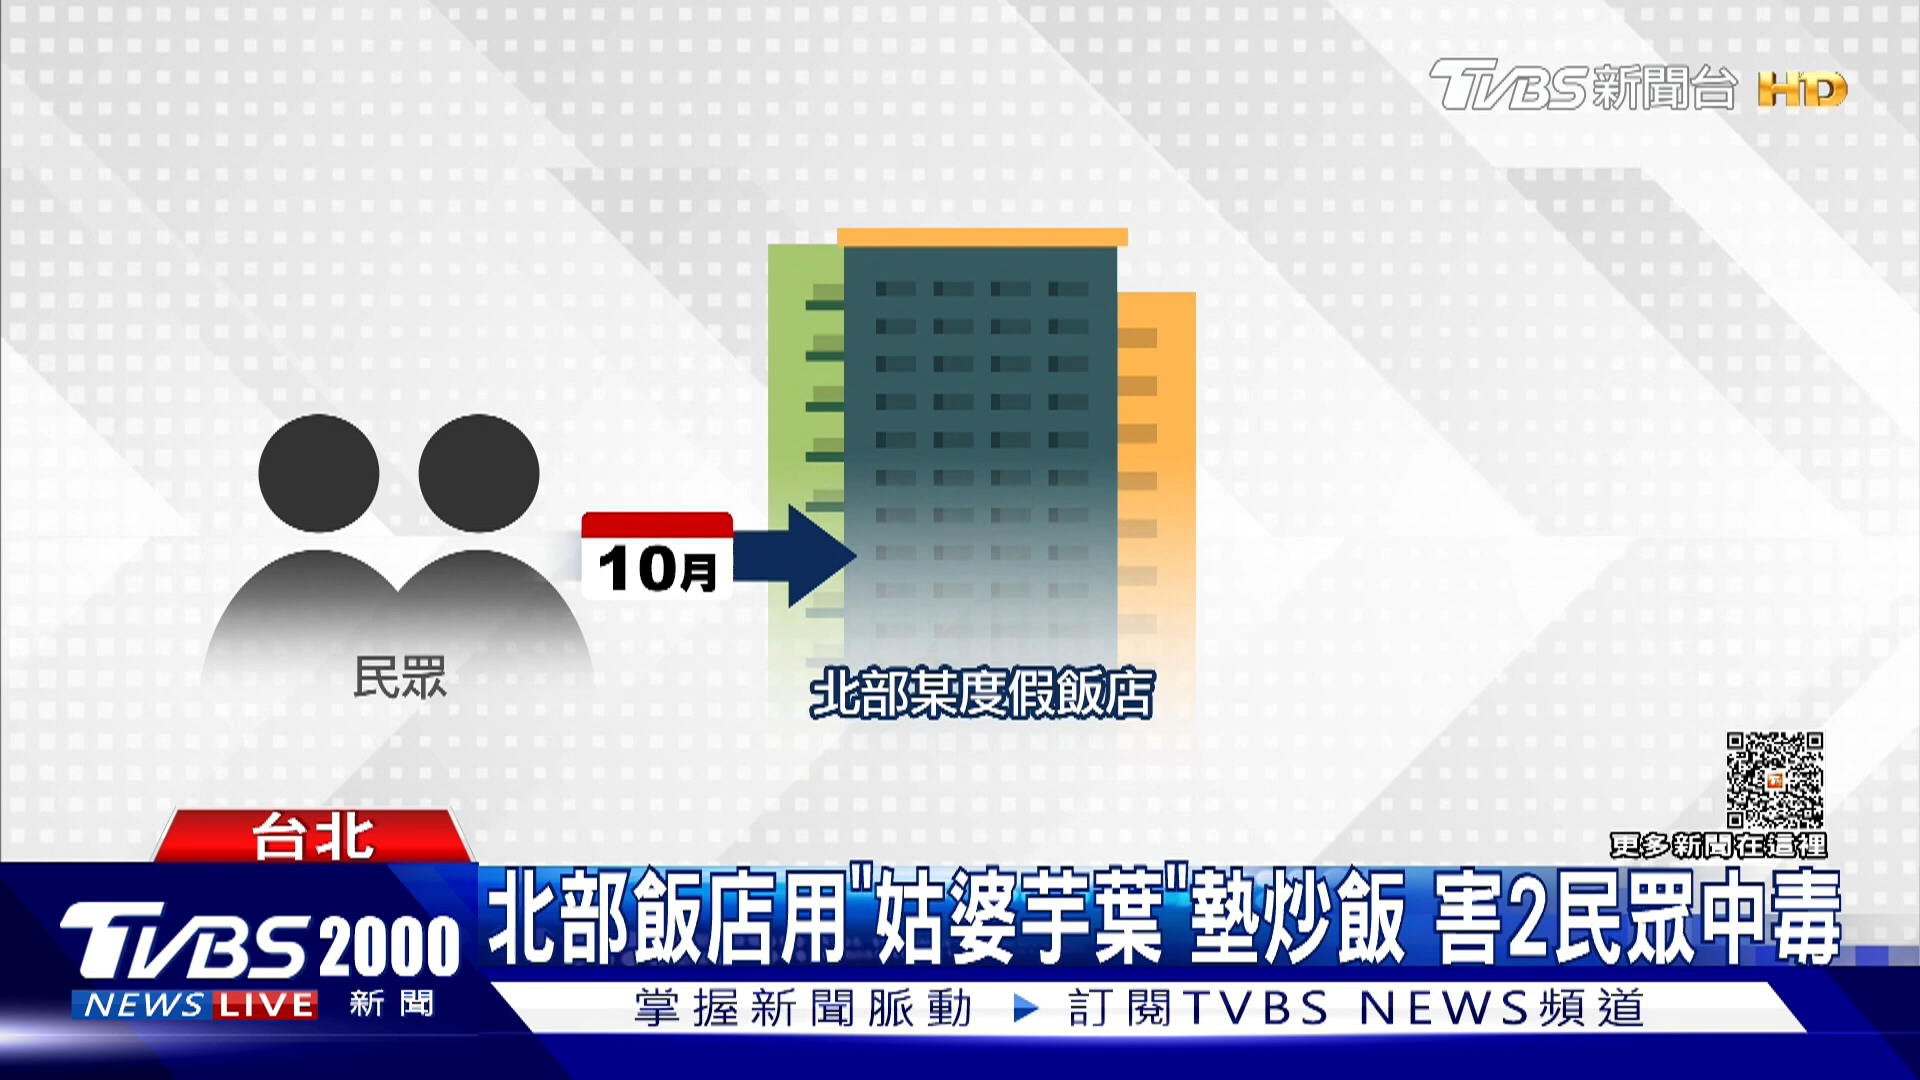 TVBS新聞台 HD
10月
民眾
北部某度假飯店
更多新聞在這裡
台北
北部飯店用"姑婆芋葉"墊炒飯 害2民眾中毒
TVBS 2000
NEWS LIVE 新聞
掌握新聞脈動 ▶ 訂閱TVBS NEWS頻道